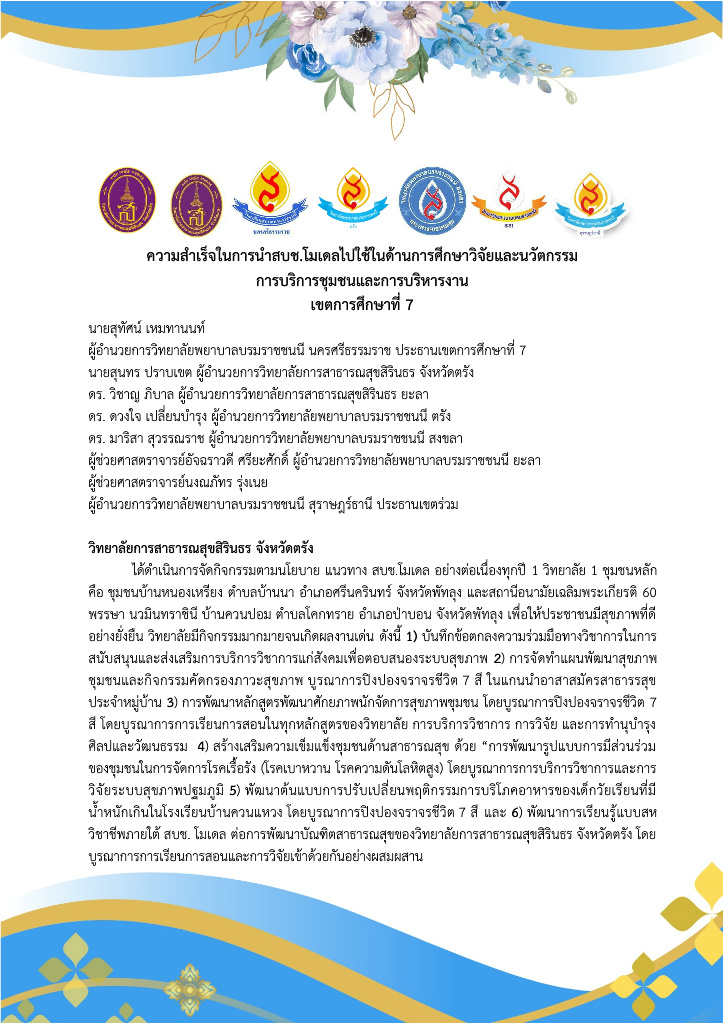 นครศรีธรรมราช
ตรัง
ยะลา
สุราษฎร์ธานี
ความสำเร็จในการนำสบช.โมเดลไปใช้ในด้านการศึกษาวิจัยและนวัตกรรม
การบริการชุมชนและการบริหารงาน
เขตการศึกษาที่ 7
นายสุทัศน์ เหมทานนท์
ผู้อำนวยการวิทยาลัยพยาบาลบรมราชชนนี นครศรีธรรมราช ประธานเขตการศึกษาที่ 7
นายสุนทร ปราบเขต ผู้อำนวยการวิทยาลัยการสาธารณสุขสิรินธร จังหวัดตรัง
ดร. วิชาญ ภิบาล ผู้อำนวยการวิทยาลัยการสาธารณสุขสิรินธร ยะลา
ดร. ดวงใจ เปลี่ยนบำรุง ผู้อำนวยการวิทยาลัยพยาบาลบรมราชชนนี ตรัง
ดร. มาริสา สุวรรณราช ผู้อำนวยการวิทยาลัยพยาบาลบรมราชชนนี สงขลา
ผู้ช่วยศาสตราจารย์อัจฉราวดี ศรียะศักดิ์ ผู้อำนวยการวิทยาลัยพยาบาลบรมราชชนนี ยะลา
ผู้ช่วยศาสตราจารย์นงณภัทร รุ่งเนย
ผู้อำนวยการวิทยาลัยพยาบาลบรมราชชนนี สุราษฎร์ธานี ประธานเขตร่วม
วิทยาลัยการสาธารณสุขสิรินธร จังหวัดตรัง
ได้ดำเนินการจัดกิจกรรมตามนโยบาย แนวทาง สบช.โมเดล อย่างต่อเนื่องทุกปี 1 วิทยาลัย 1 ชุมชนหลัก
คือ ชุมชนบ้านหนองเหรียง ตำบลบ้านนา อำเภอศรีนครินทร์ จังหวัดพัทลุง และสถานีอนามัยเฉลิมพระเกียรติ 60
พรรษา นวมินทราชินี บ้านควนปอม ตำบลโคกทราย อำเภอป่าบอน จังหวัดพัทลุง เพื่อให้ประชาชนมีสุขภาพที่ดี
อย่างยั่งยืน วิทยาลัยมีกิจกรรมมากมายจนเกิดผลงานเด่น ดังนี้ 1) บันทึกข้อตกลงความร่วมมือทางวิชาการในการ
สนับสนุนและส่งเสริมการบริการวิชาการแก่สังคมเพื่อตอบสนองระบบสุขภาพ 2) การจัดทำแผนพัฒนาสุขภาพ
ชุมชนและกิจกรรมคัดกรองภาวะสุขภาพ บูรณาการปิงปองจราจรชีวิต 7 สี ในแกนนำอาสาสมัครสาธารสุข
ประจำหมู่บ้าน 3) การพัฒนาหลักสูตรพัฒนาศักยภาพนักจัดการสุขภาพชุมชน โดยบูรณาการปิงปองจราจรชีวิต 7
สี โดยบูรณาการการเรียนการสอนในทุกหลักสูตรของวิทยาลัย การบริการวิชาการ การวิจัย และการทำนุบำรุง
ศิลปและวัฒนธรรม 4) สร้างเสริมความเข็มแข็งชุมชนด้านสาธารณสุข ด้วย “การพัฒนารูปแบบการมีส่วนร่วม
ของชุมชนในการจัดการโรคเรื้อรัง (โรคเบาหวาน โรคความดันโลหิตสูง) โดยบูรณาการการบริการวิชาการและการ
วิจัยระบบสุขภาพปฐมภูมิ 5) พัฒนาต้นแบบการปรับเปลี่ยนพฤติกรรมการบริโภคอาหารของเด็กวัยเรียนที่มี
น้ำหนักเกินในโรงเรียนบ้านควนแหวง โดยบูรณาการปิงปองจราจรชีวิต 7 สี และ 6) พัฒนาการเรียนรู้แบบสห
วิชาชีพภายใต้ สบช. โมเดล ต่อการพัฒนาบัณฑิตสาธารณสุขของวิทยาลัยการสาธารณสุขสิรินธร จังหวัดตรัง โดย
บูรณาการการเรียนการสอนและการวิจัยเข้าด้วยกันอย่างผสมผสาน